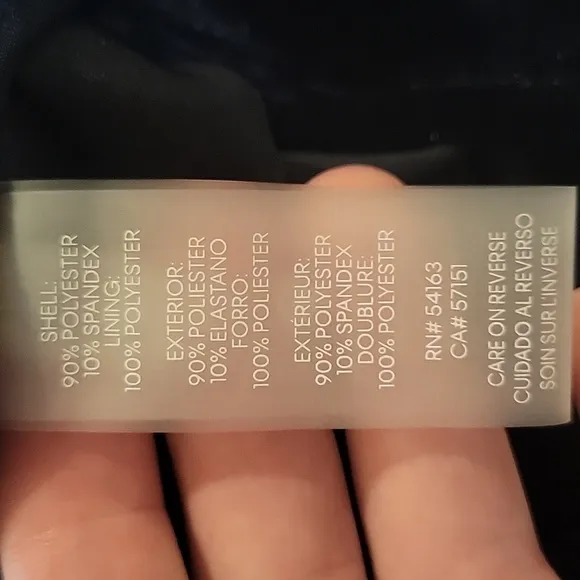 SHELL:
90% POLYESTER
10% SPANDEX
LINING:
100% POLYESTER
EXTERIOR:
90% POLIESTER
10% ELASTANO
FORRO:
100% POLIESTER
EXTÉRIEUR:
90% POLYESTER
10% SPANDEX
DOUBLURE:
100% POLYESTER
RN# 54163
CA# 57151
CARE ON REVERSE
CUIDADO AL REVERSO
SOIN SUR L'INVERSE